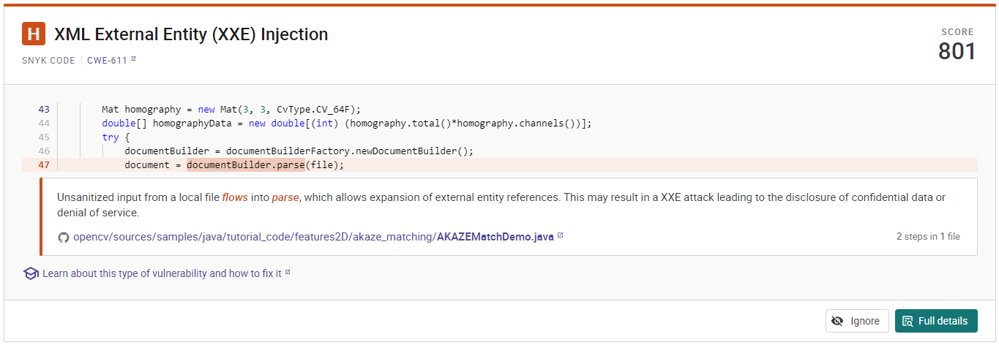 H XML External Entity (XXE) Injection
SCORE
801
SNYK CODE | CWE-611
43 Mat homography = new Mat(3, 3, CvType.CV_64F);
44 double[] homographyData = new double[(int) (homography.total()*homography.channels())];
45 try {
46 documentBuilder = documentBuilderFactory.newDocumentBuilder();
47 document = documentBuilder.parse(file);
Unsanitized input from a local file flows into parse, which allows expansion of external entity references. This may result in a XXE attack leading to the disclosure of confidential data or
denial of service.
opencv/sources/samples/java/tutorial_code/features2D/akaze_matching/AKAZEMatchDemo.java
2 steps in 1 file
Learn about this type of vulnerability and how to fix it
Ignore
Full details